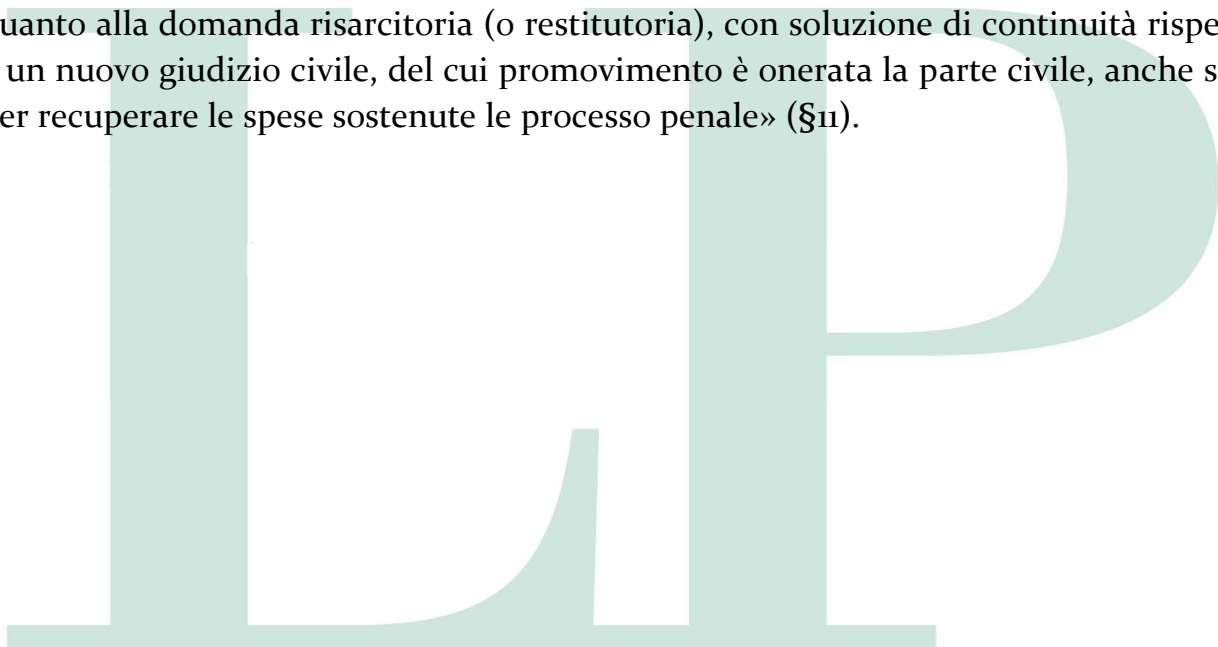 uanto alla domanda risarcitoria (o restitutoria), con soluzione di continuità rispe
un nuovo giudizio civile, del cui promovimento è onerata la parte civile, anche s
er recuperare le spese sostenute le processo penale» (§11).
LP